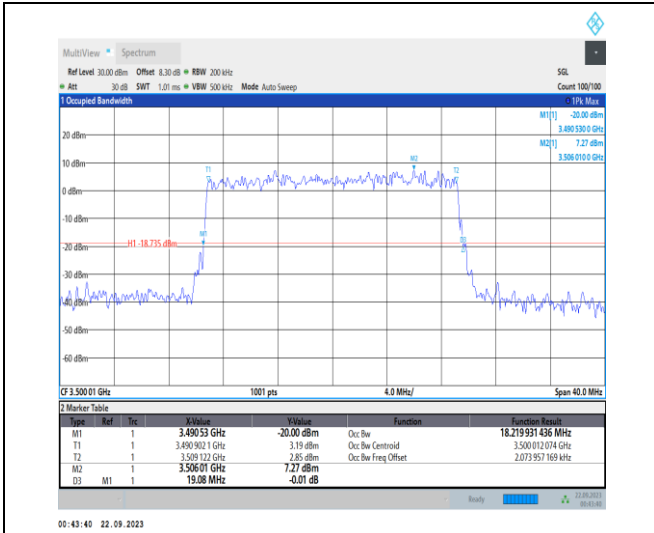 MultiView Spectrum
Ref Level 30.00 dBm Offset 8.30 dB RBW 200 kHz SGL
Att 30 dB SWT 1.01 ms VBW 500 kHz Mode Auto Sweep Count 100/100
1 Occupied Bandwidth 1Pk Max
M1[1] -20.00 dBm
3.490 530 0 GHz
M2[1] 7.27 dBm
3.506 010 0 GHz
20 dBm
10 dBm
M2
T1
T2
0 dBm
-10 dBm
M1
H1 -18.735 dBm
-20 dBm
-30 dBm
-40 dBm
-50 dBm
-60 dBm
CF 3.500 01 GHz 1001 pts 4.0 MHz/ Span 40.0 MHz
2 Marker Table
Type Ref Trc X-Value Y-Value Function Function Result
M1 1 3.490 53 GHz -20.00 dBm Occ Bw 18.219 931 436 MHz
T1 1 3.490 902 1 GHz 3.19 dBm Occ Bw Centroid 3.500 012 074 GHz
T2 1 3.509 122 GHz 2.85 dBm Occ Bw Freq Offset 2.073 957 169 kHz
M2 1 3.506 01 GHz 7.27 dBm
D3 M1 1 19.08 MHz -0.01 dB
Ready 22.09.2023
00:43:40
00:43:40 22.09.2023